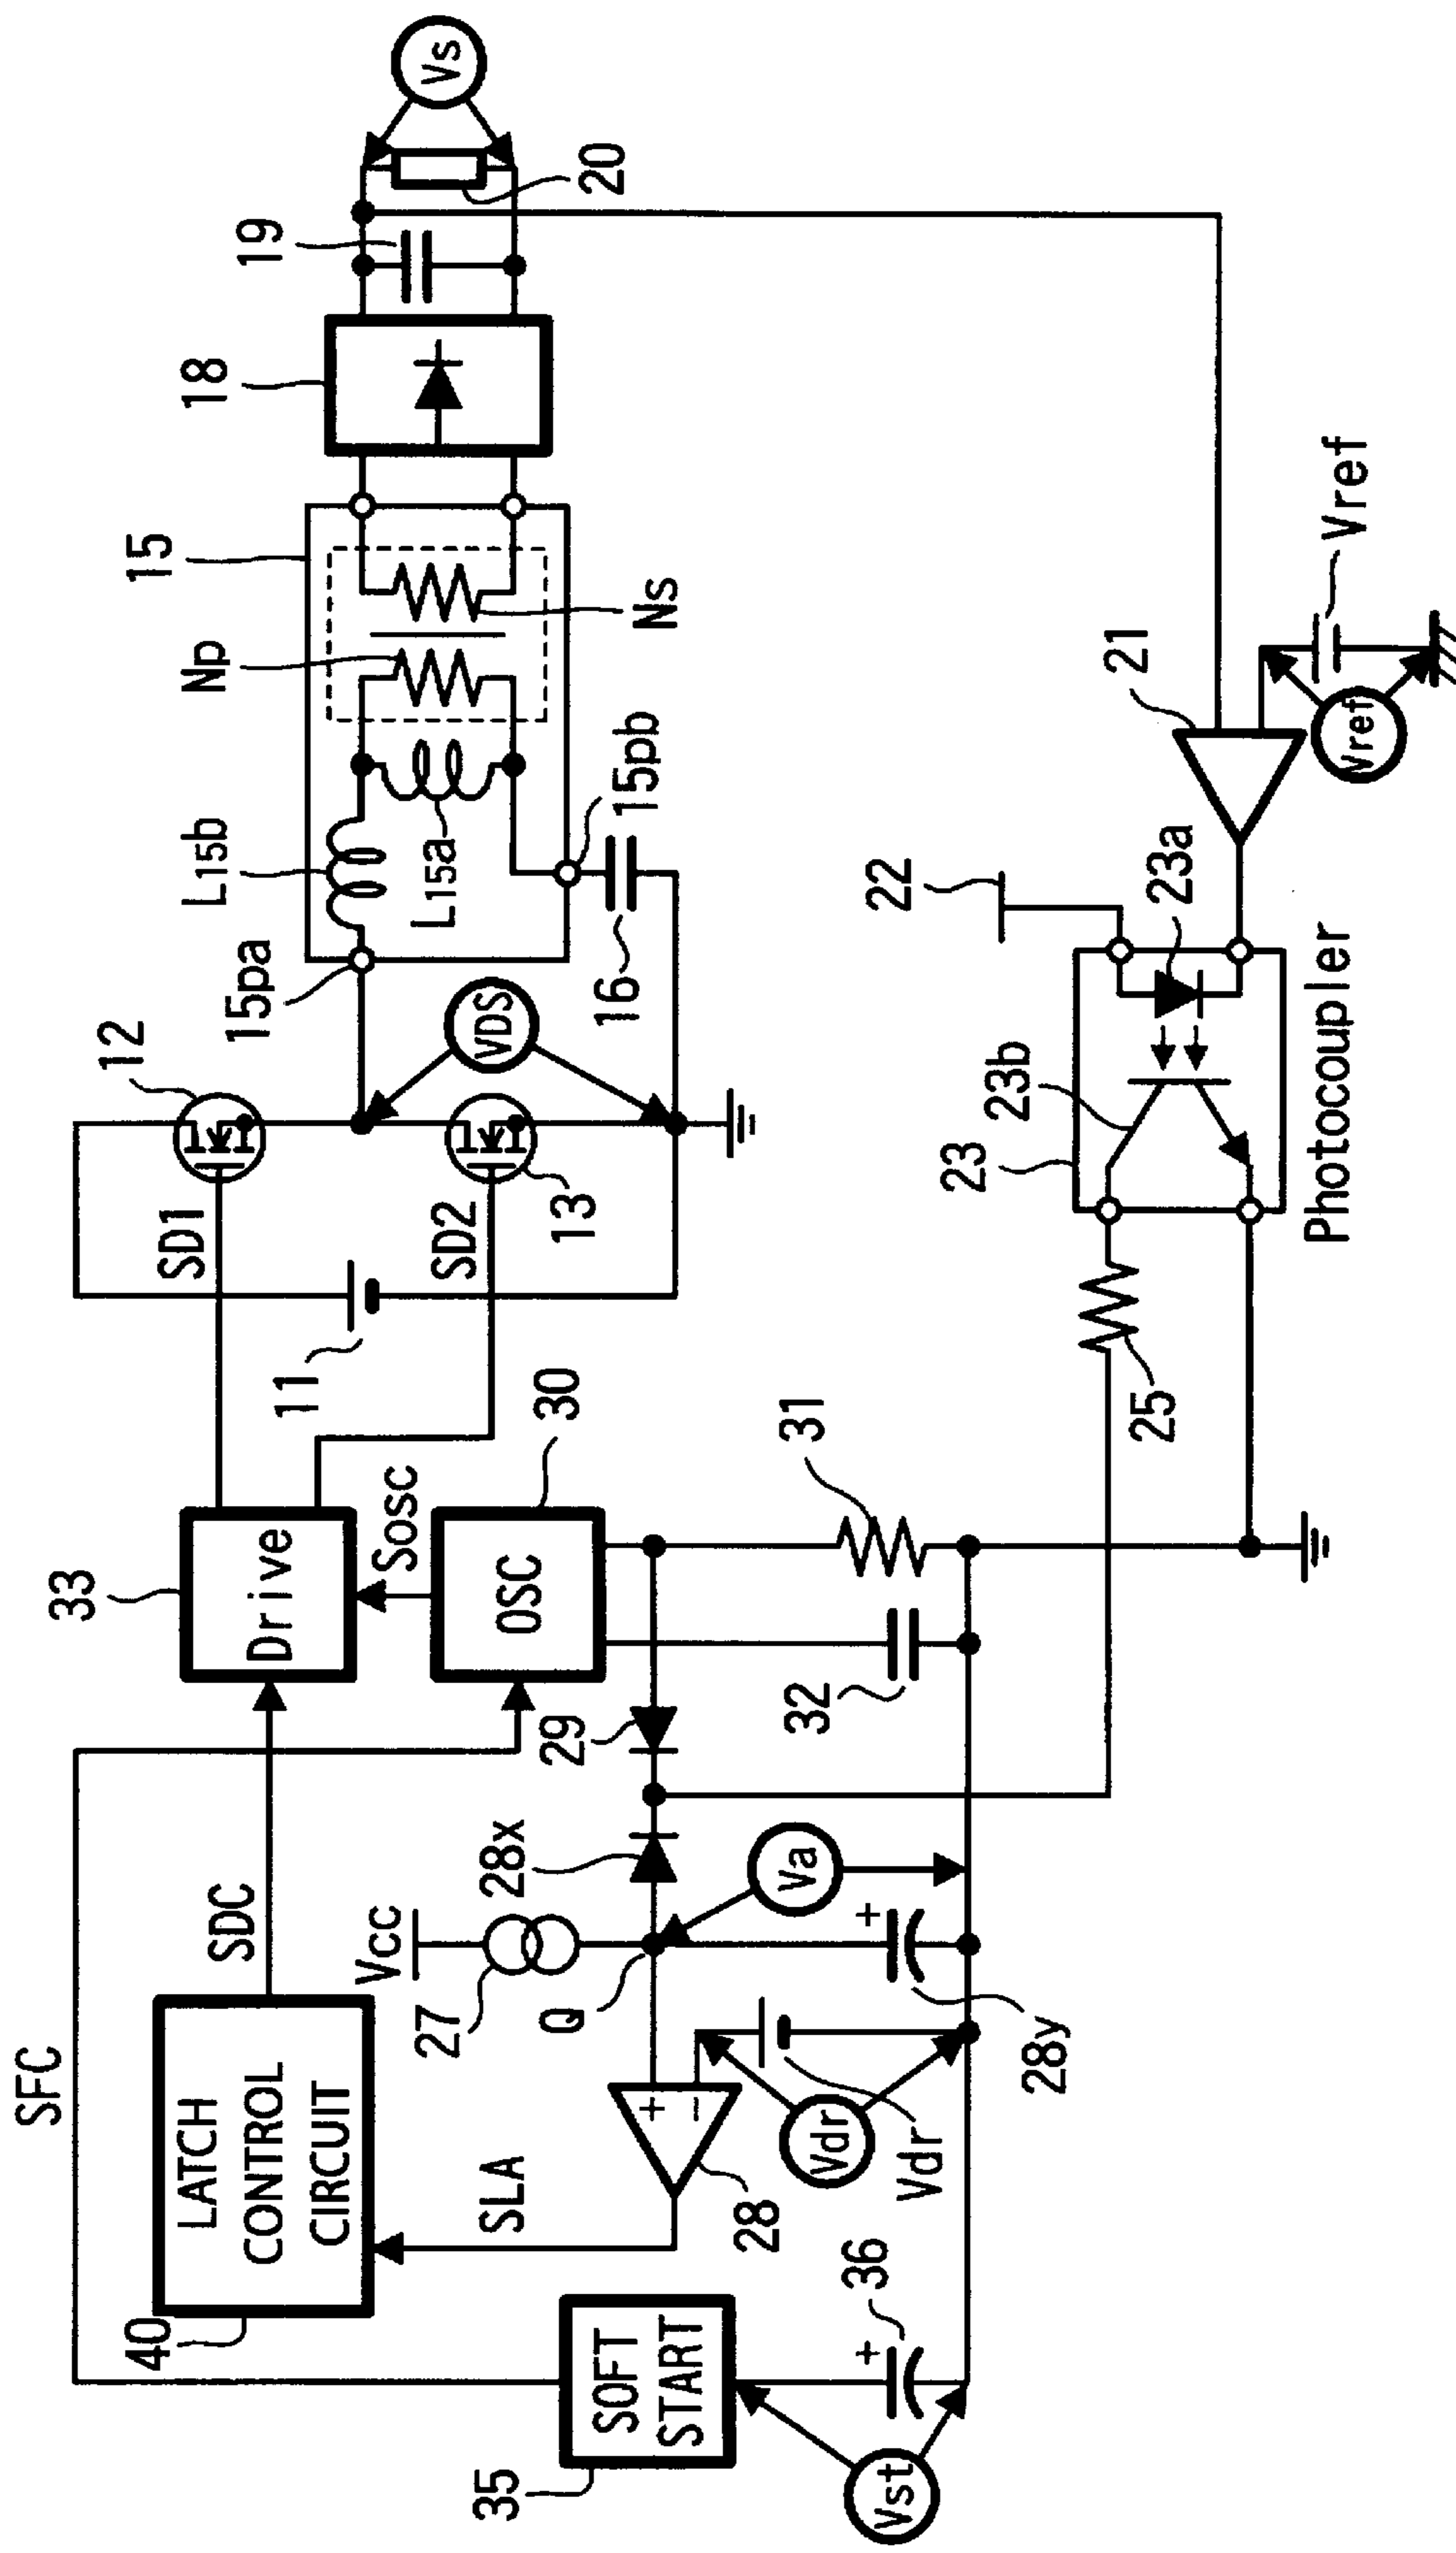 SFC
40
LATCH
CONTROL
CIRCUIT
SDC
33
Drive
SD1
12
11
SD2
13
VDS
15pa
L15b
L15a
Np
Ns
15
15pb
16
18
19
20
Vs
35
SOFT
START
SLA
28
Q
27
Vcc
28x
29
OSC
Sosc
30
Vst
36
+
+
−
Vdr
Vdr
28y
+
Va
32
31
25
23
23b
23a
22
21
Vref
Vref
Photocoupler